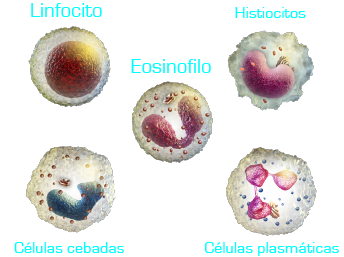 Linfocito
Histiocitos
Eosinofilo
Células cebadas
Células plasmáticas